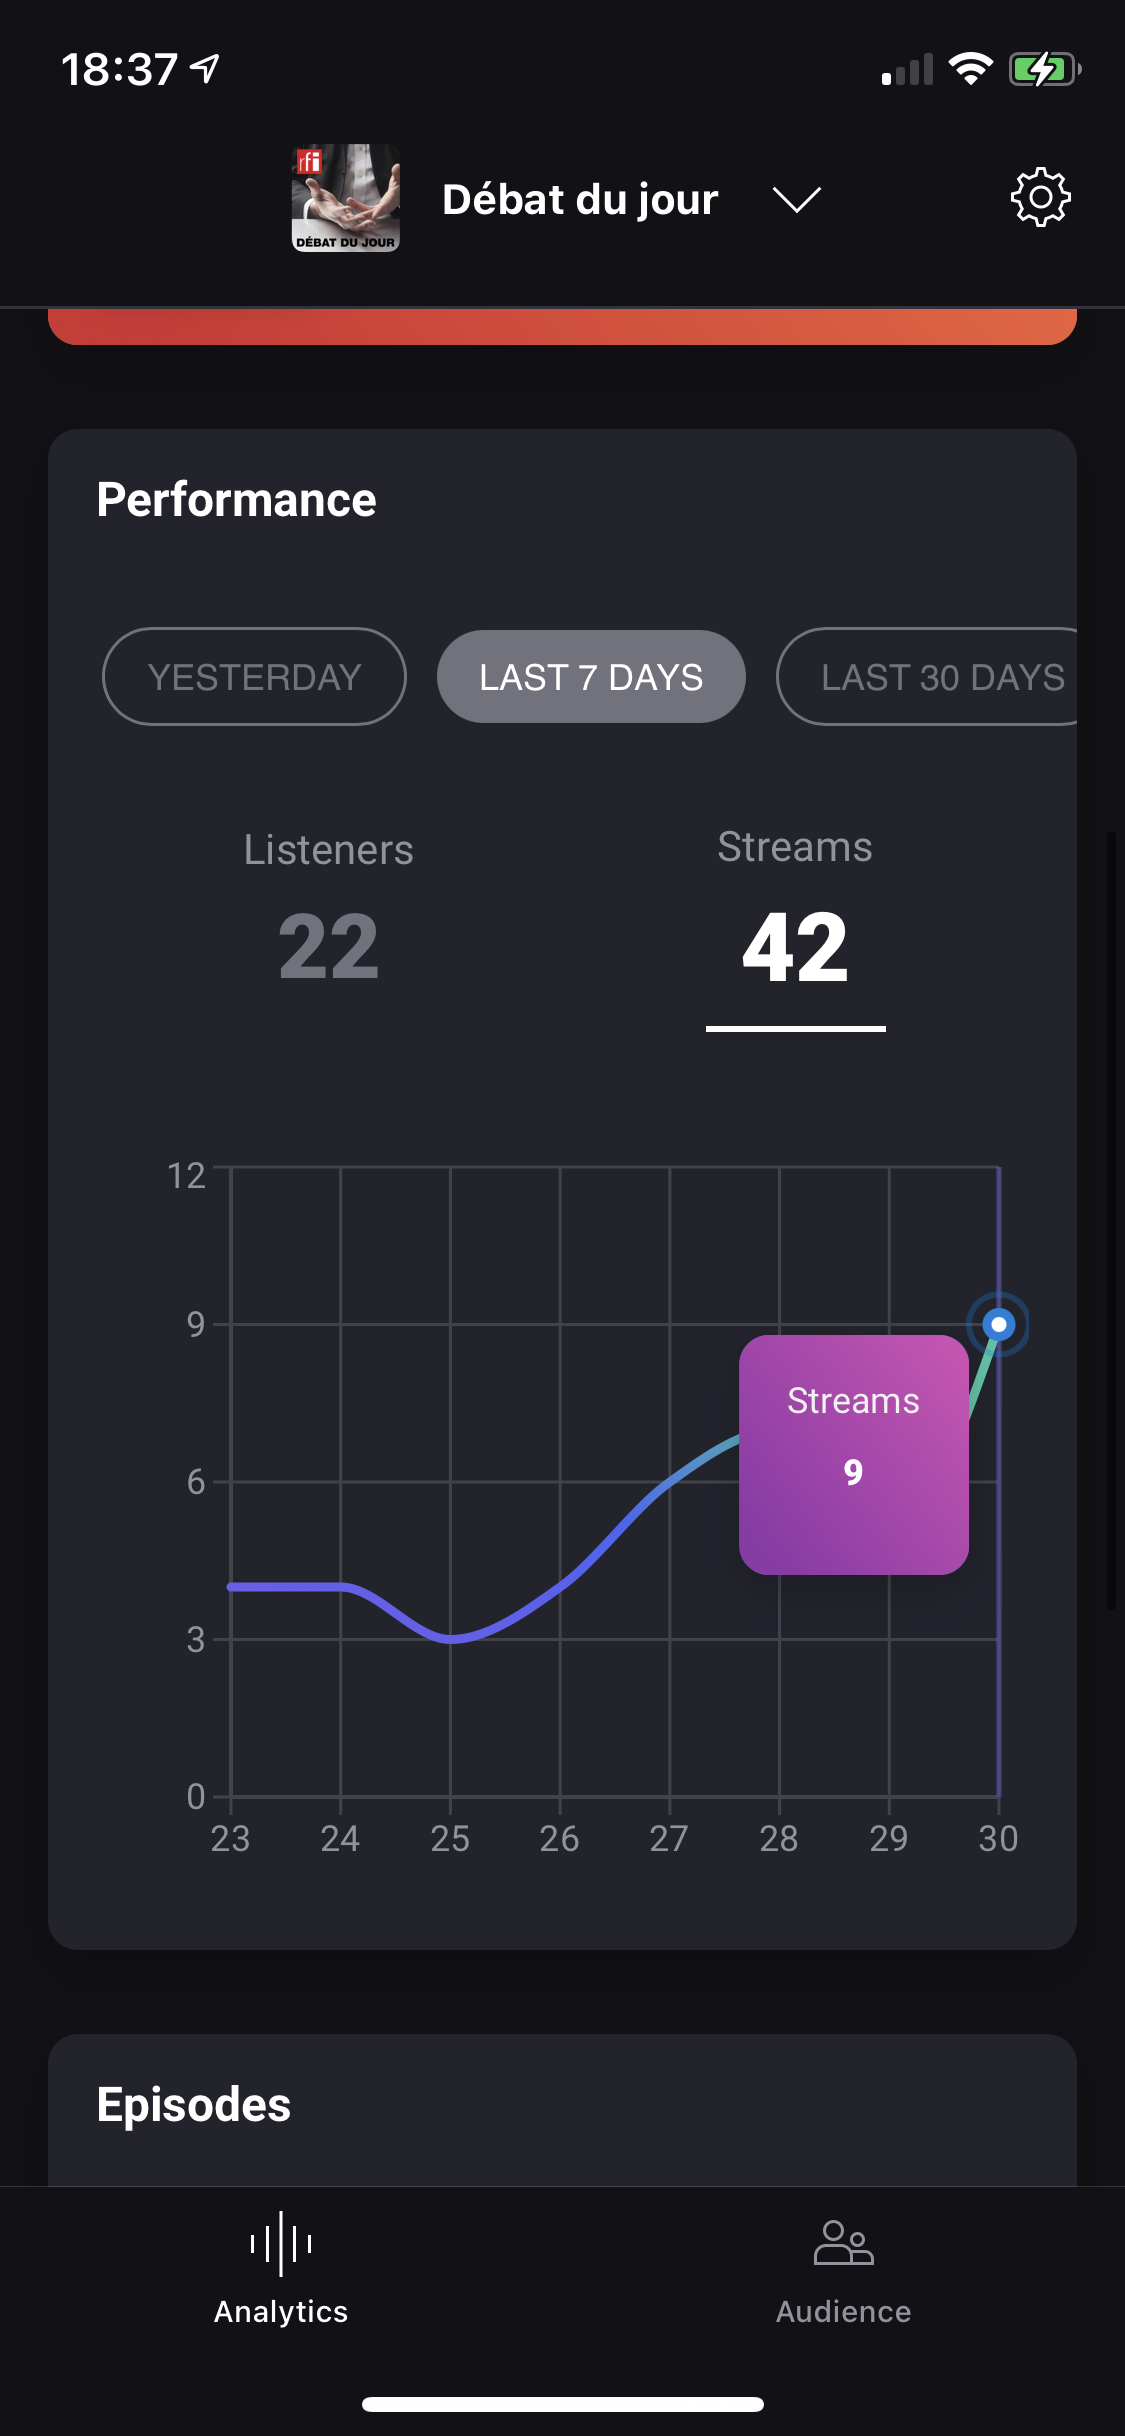 18:37
rfi
DÉBAT DU JOUR
Débat du jour
Performance
YESTERDAY
LAST 7 DAYS
LAST 30 DAYS
Listeners
Streams
22
42
12
9
6
3
0
Streams
9
23 24 25 26 27 28 29 30
Episodes
Analytics
Audience